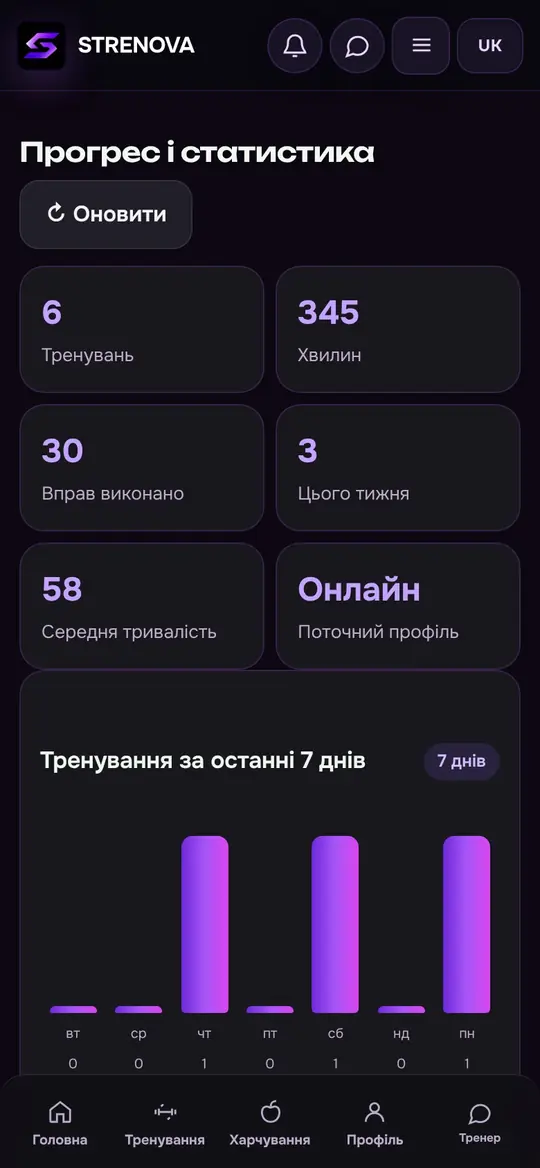 STRENOVA
UK
Прогрес і статистика
↻ Оновити
6
345
Тренувань
Хвилин
30
3
Вправ виконано
Цього тижня
58
Онлайн
Середня тривалість
Поточний профіль
Тренування за останні 7 днів
7 днів
вт ср чт пт сб нд пн
0 0 1 0 1 0 1
Головна Тренування Харчування Профіль Тренер